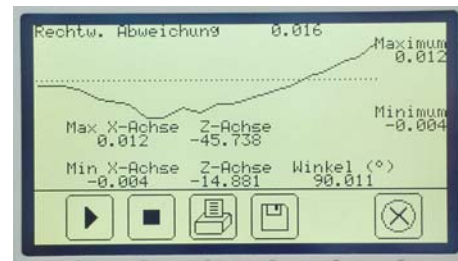 Rechtw. Abweichung 0.016
Maximum
0.012
Minimum
-0.004
Max X-Achse Z-Achse
0.012 -45.738
Min X-Achse Z-Achse Winkel (°)
-0.004 -14.881 90.011